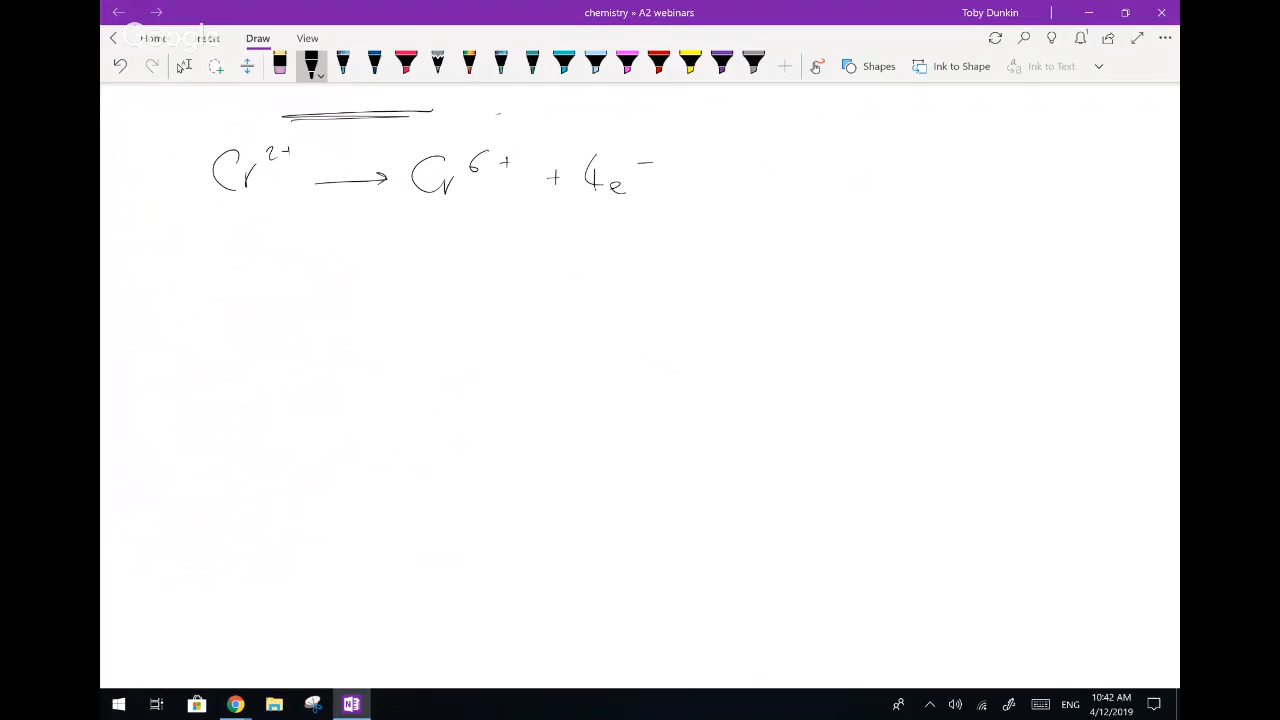 chemistry » A2 webinars
Toby Dunkin
Google
Home Insert Draw View
Shapes Ink to Shape Ink to Text
Cr²⁺ → Cr⁶⁺ + 4e⁻
10:42 AM
ENG
4/12/2019